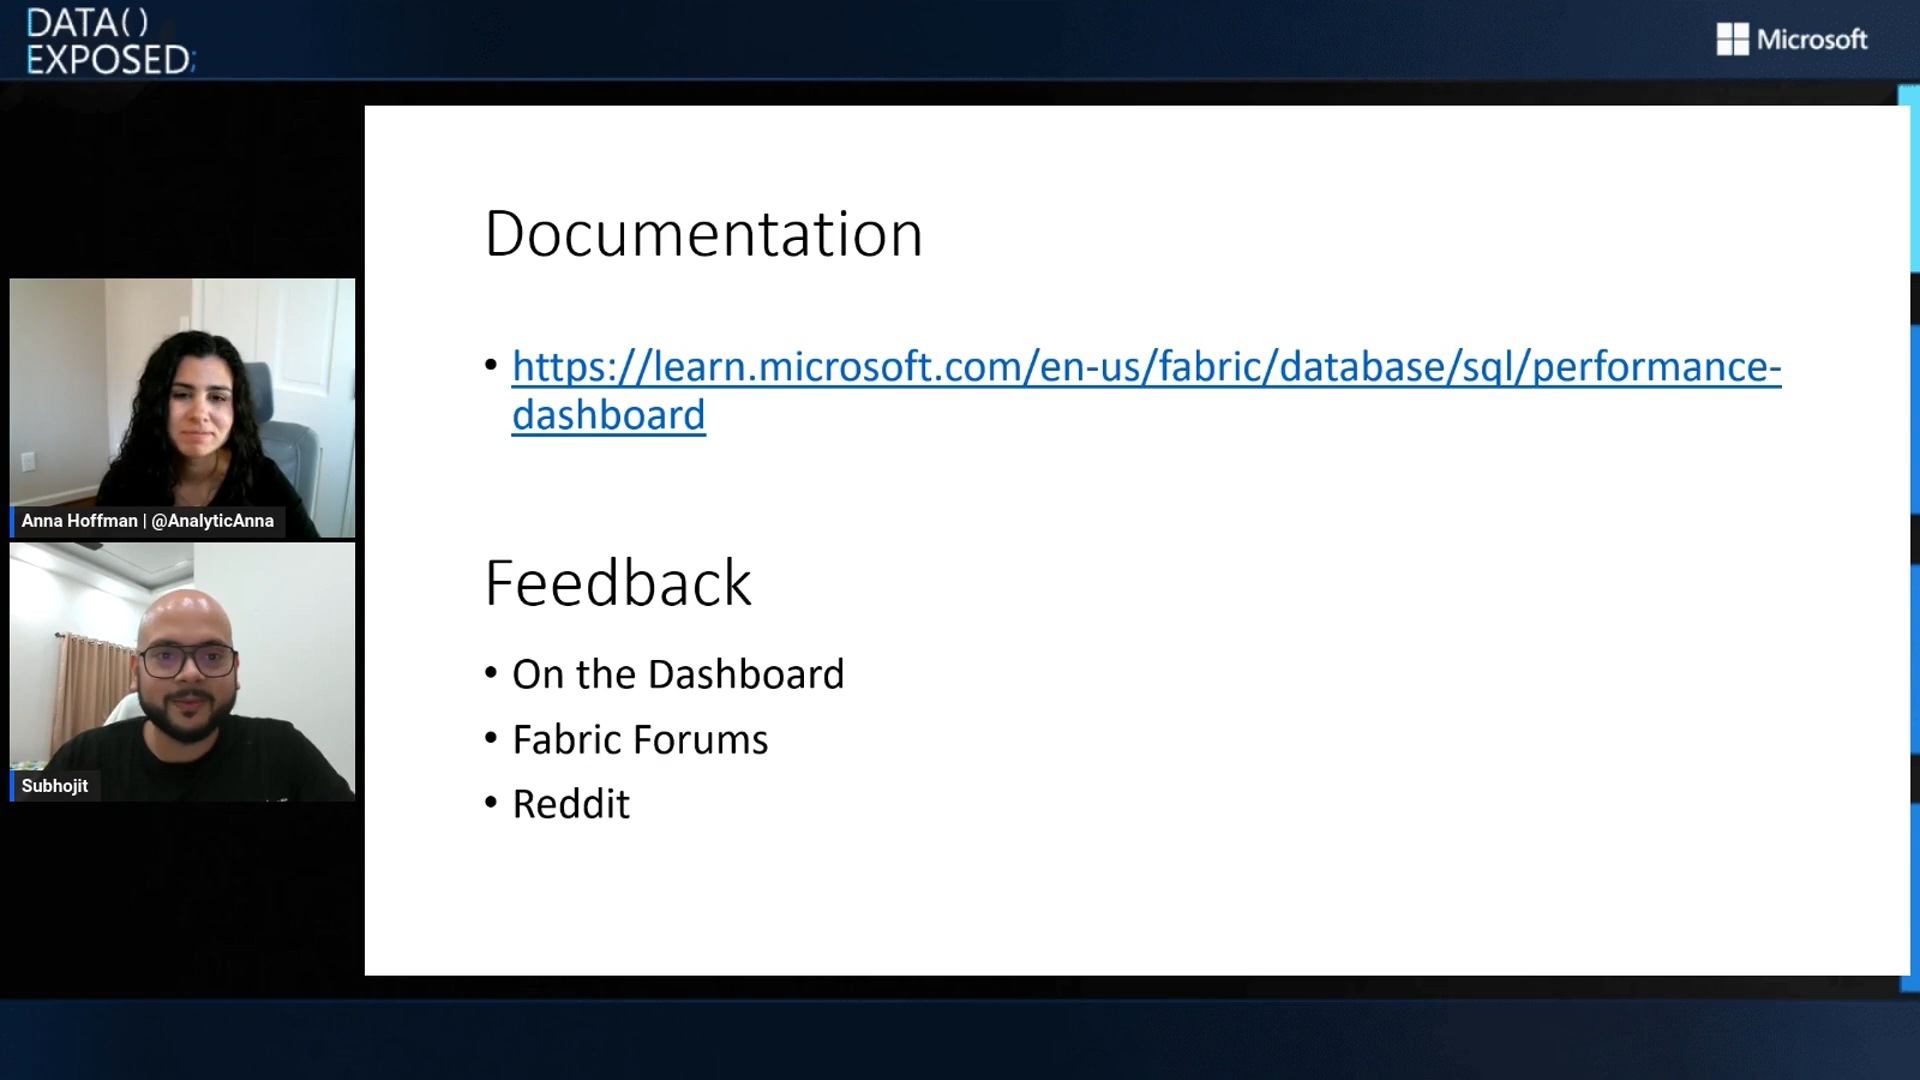 DATA()
EXPOSED;
Microsoft
Documentation
• https://learn.microsoft.com/en-us/fabric/database/sql/performance-
dashboard
Anna Hoffman | @AnalyticAnna
Feedback
• On the Dashboard
• Fabric Forums
• Reddit
Subhojit